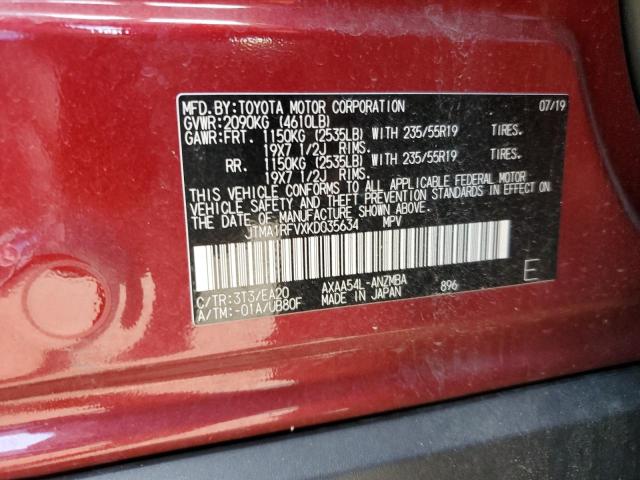 MFD. BY: TOYOTA MOTOR CORPORATION 07/19
GVWR: 2090KG (4610LB)
GAWR: FRT. 1150KG (2535LB) WITH 235/55R19 TIRES.
19X7 1/2J RIMS.
RR. 1150KG (2535LB) WITH 235/55R19 TIRES.
19X7 1/2J RIMS.
THIS VEHICLE CONFORMS TO ALL APPLICABLE FEDERAL MOTOR
VEHICLE SAFETY AND THEFT PREVENTION STANDARDS IN EFFECT
ON THE DATE OF MANUFACTURE SHOWN ABOVE.
JTMA1RFVXKD035634 MPV
C/TR: 3T3/EA20 AXAA54L-ANZMBA 896 E
A/TM: -01A/UB80F MADE IN JAPAN